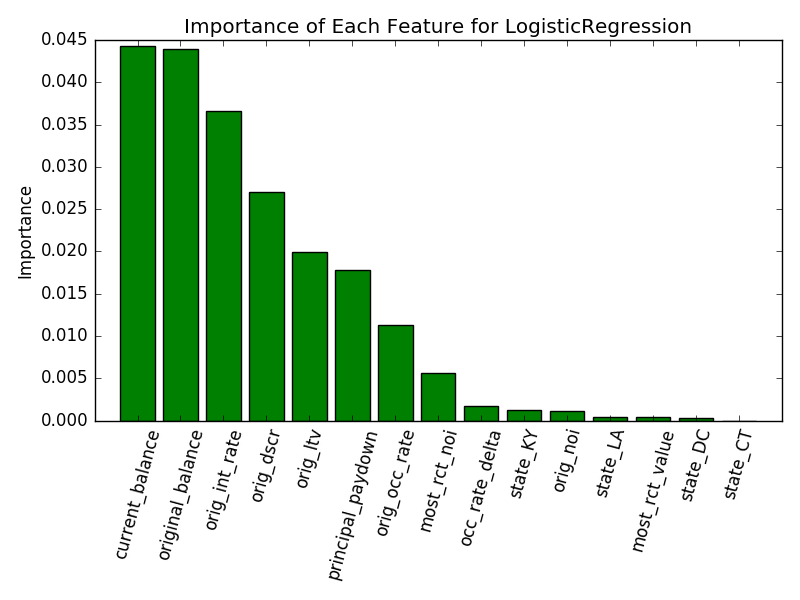 Importance of Each Feature for LogisticRegression
0.045
0.040
0.035
0.030
0.025
0.020
0.015
0.010
0.005
0.000
Importance
current_balance
original_balance
orig_int_rate
orig_dscr
orig_ltv
principal_paydown
orig_occ_rate
most_rct_noi
occ_rate_delta
state_KY
orig_noi
state_LA
most_rct_value
state_DC
state_CT